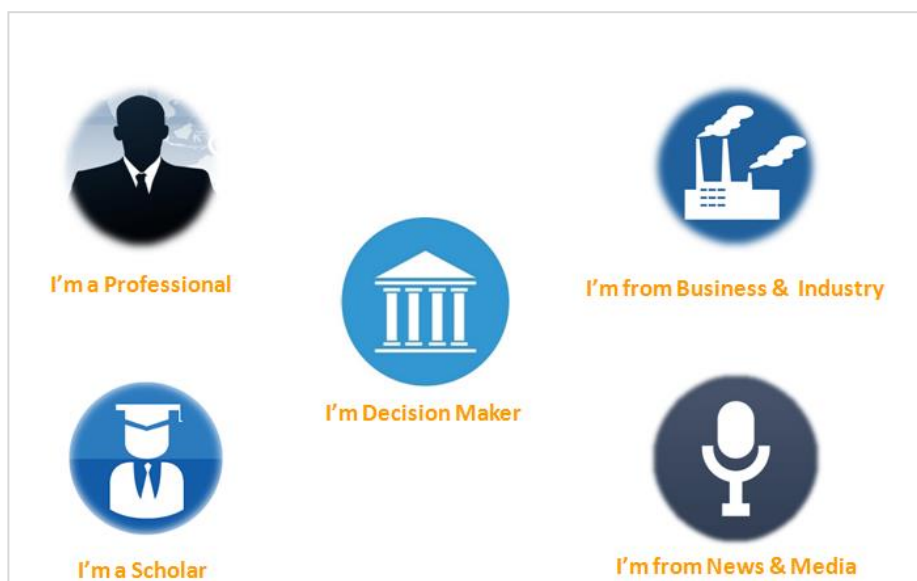 I'm a Professional
I'm from Business & Industry
I'm Decision Maker
I'm a Scholar
I'm from News & Media